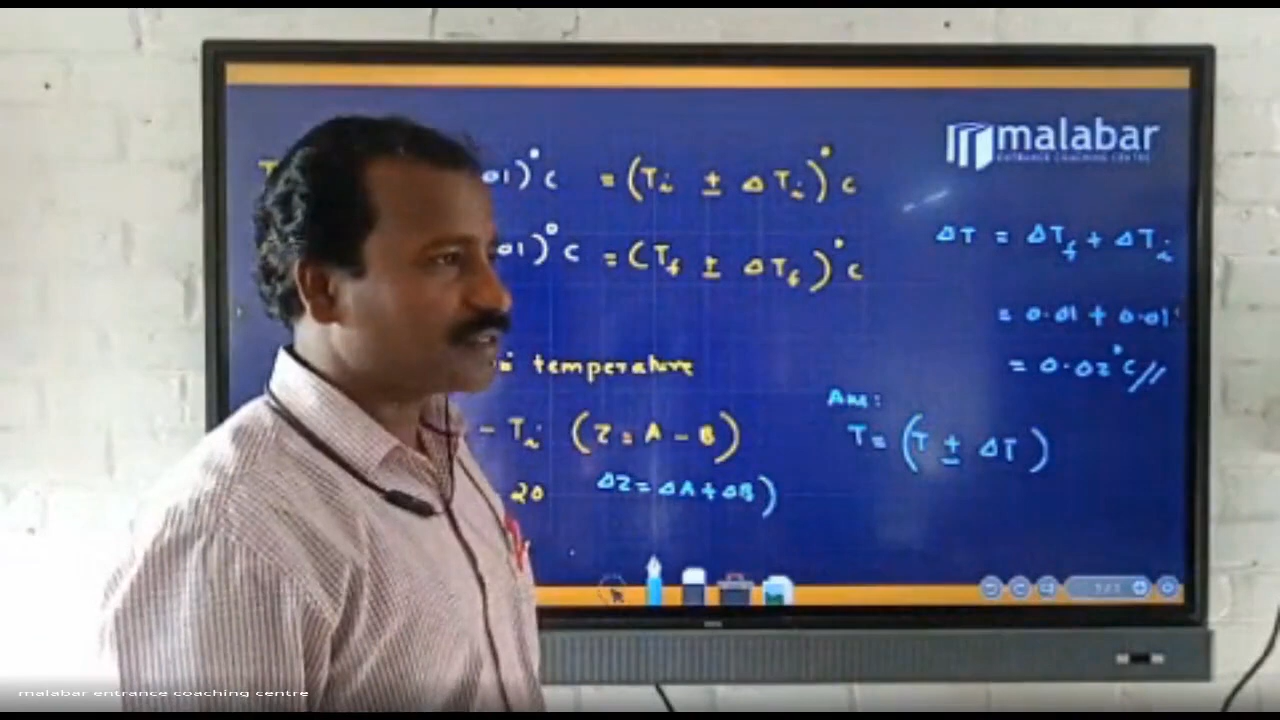 malabar
ENTRANCE COACHING CENTRE
01)°C = (Tᵢ ± ΔTᵢ)°C
01)°C = (T_f ± ΔT_f)°C
ΔT = ΔT_f + ΔTᵢ
= 0.01 + 0.01
= 0.02°C//
temperature
- Tᵢ (Z = A - B)
20 ΔZ = ΔA + ΔB)
Ans:
T = (T ± ΔT)
malabar entrance coaching centre